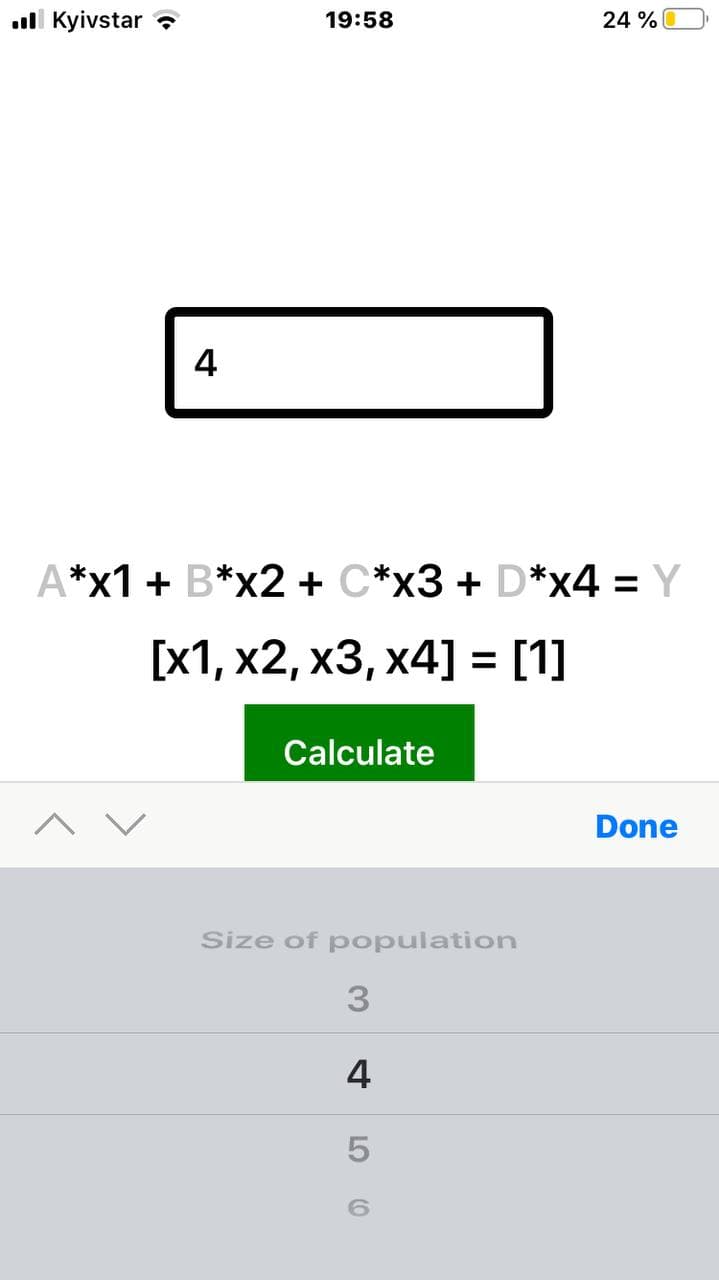 Kyivstar 19:58 24 %
4
A*x1 + B*x2 + C*x3 + D*x4 = Y
[x1, x2, x3, x4] = [1]
Calculate
Done
Size of population
3
4
5
6